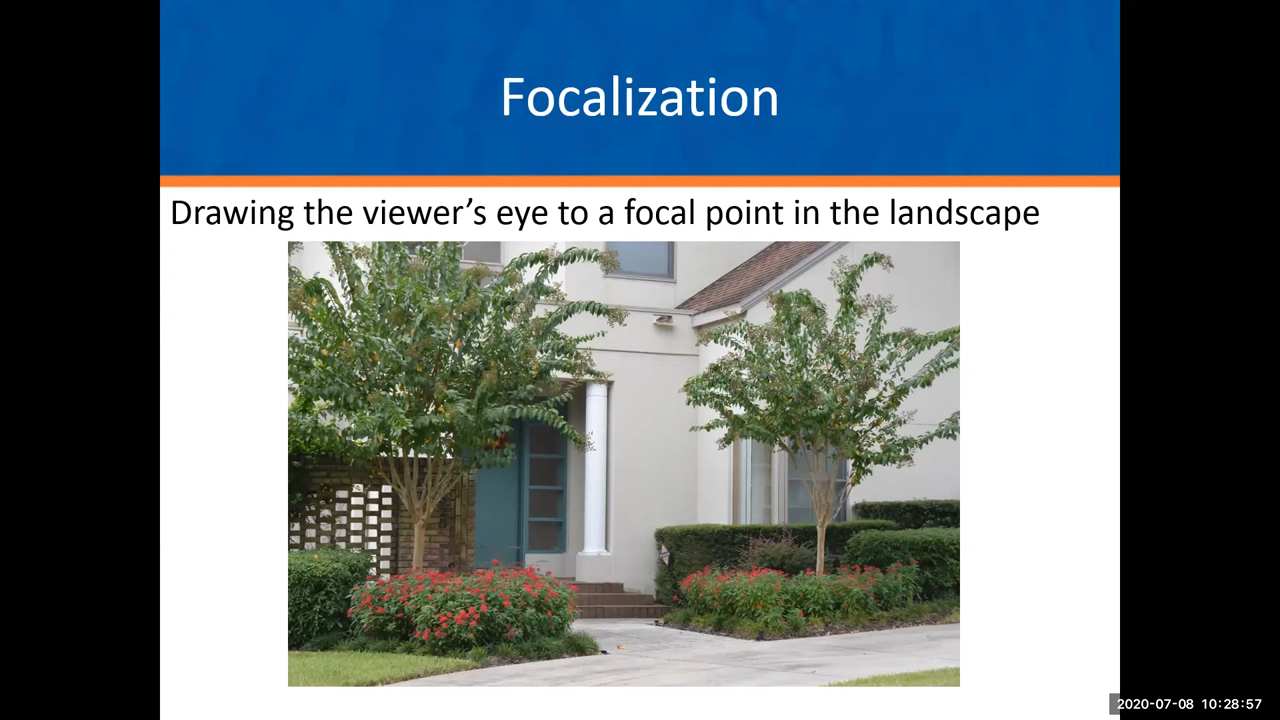 Focalization
Drawing the viewer’s eye to a focal point in the landscape
2020-07-08 10:28:57